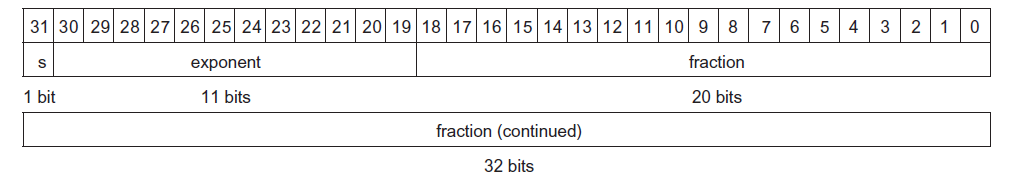 31 30 29 28 27 26 25 24 23 22 21 20 19 18 17 16 15 14 13 12 11 10 9 8 7 6 5 4 3 2 1 0
s exponent fraction
1 bit 11 bits 20 bits
fraction (continued)
32 bits